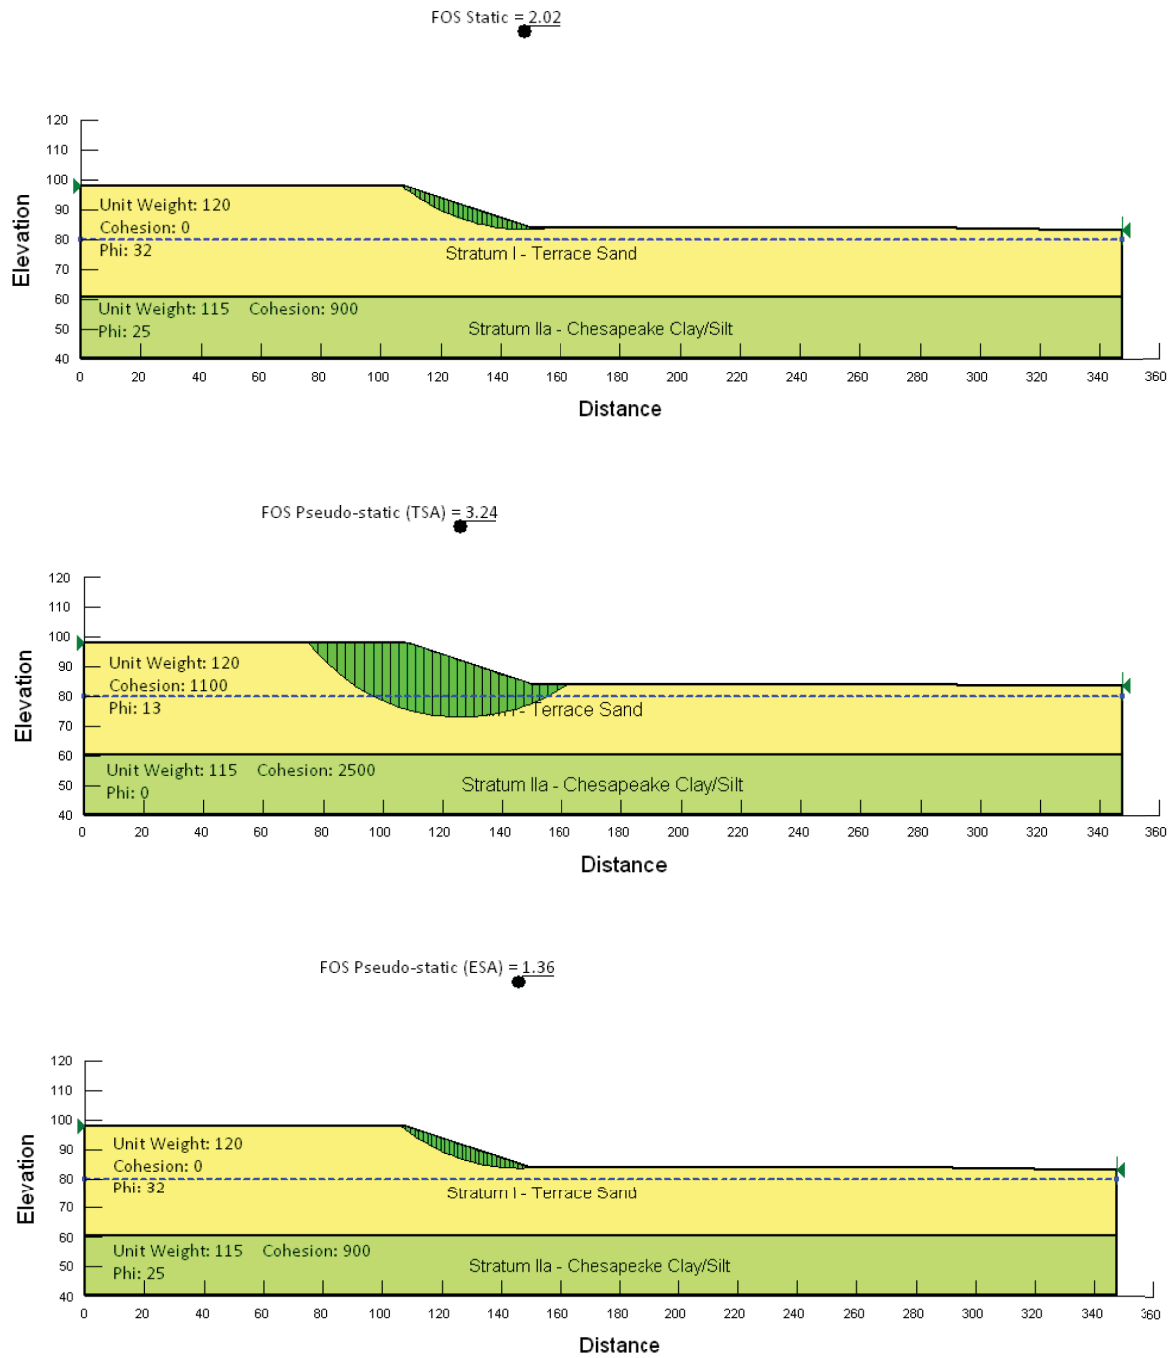 FOS Static = 2.02
120
110
100
90
80
70
60
50
40
Elevation
Unit Weight: 120
Cohesion: 0
Phi: 32
Stratum I - Terrace Sand
Unit Weight: 115 Cohesion: 900
Phi: 25
Stratum IIa - Chesapeake Clay/Silt
0 20 40 60 80 100 120 140 160 180 200 220 240 260 280 300 320 340 360
Distance
FOS Pseudo-static (TSA) = 3.24
120
110
100
90
80
70
60
50
40
Elevation
Unit Weight: 120
Cohesion: 1100
Phi: 13
I - Terrace Sand
Unit Weight: 115 Cohesion: 2500
Phi: 0
Stratum IIa - Chesapeake Clay/Silt
0 20 40 60 80 100 120 140 160 180 200 220 240 260 280 300 320 340 360
Distance
FOS Pseudo-static (ESA) = 1.36
120
110
100
90
80
70
60
50
40
Elevation
Unit Weight: 120
Cohesion: 0
Phi: 32
Stratum I - Terrace Sand
Unit Weight: 115 Cohesion: 900
Phi: 25
Stratum IIa - Chesapeake Clay/Silt
0 20 40 60 80 100 120 140 160 180 200 220 240 260 280 300 320 340 360
Distance